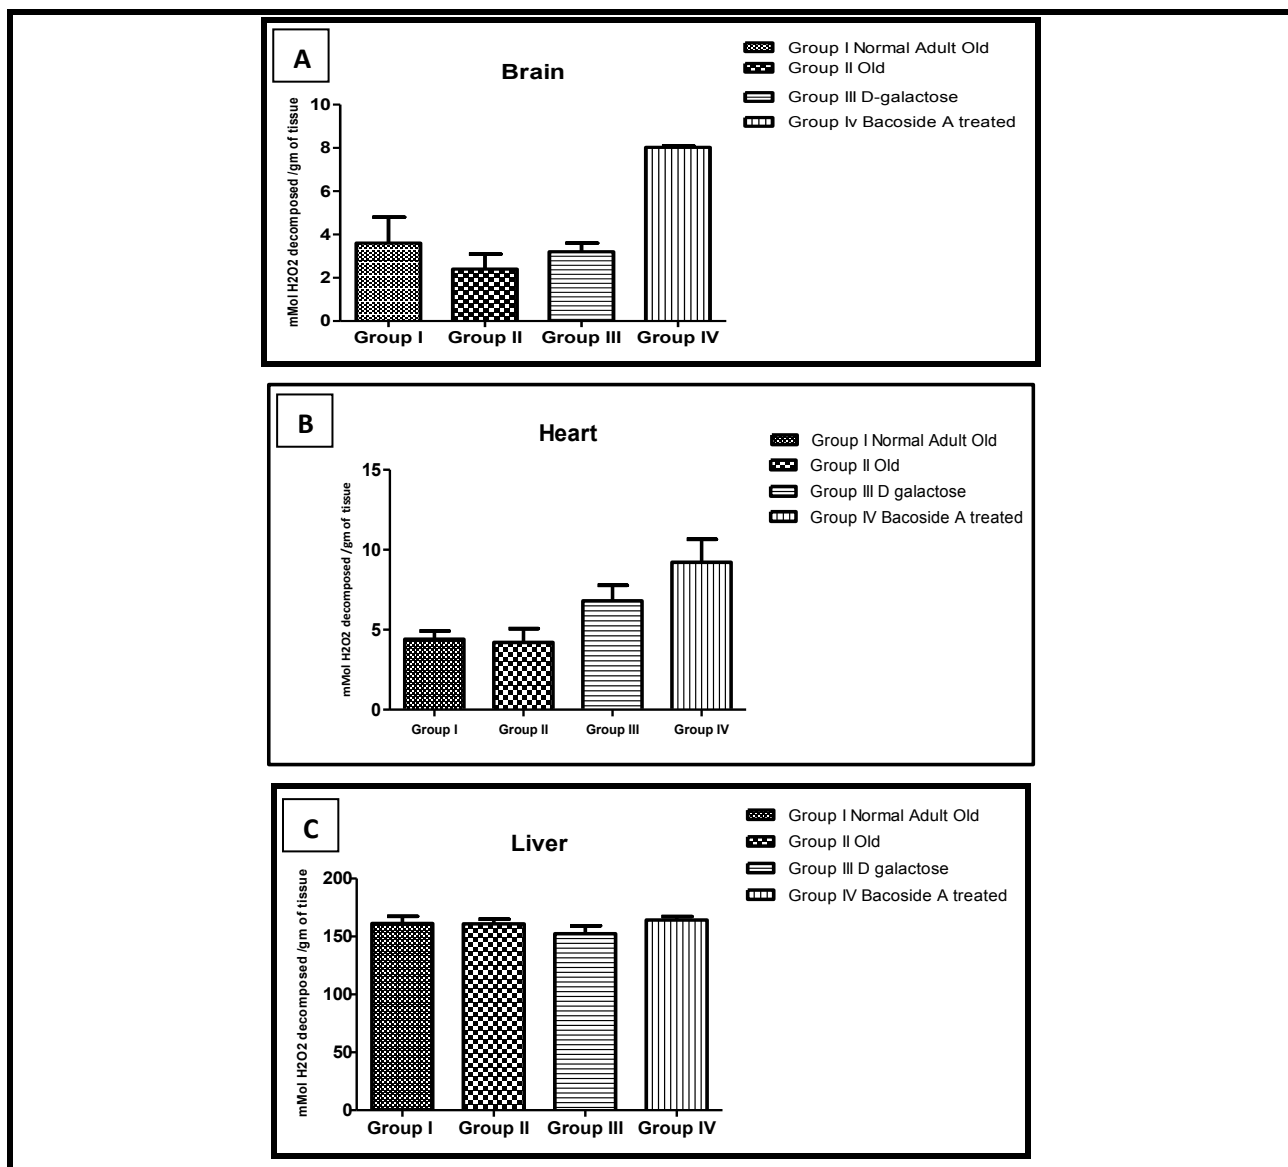 A
Brain
Group I Normal Adult Old
Group II Old
Group III D-galactose
Group Iv Bacoside A treated
mMol H2O2 decomposed /gm of tissue
10
8
6
4
2
0
Group I Group II Group III Group IV
B
Heart
Group I Normal Adult Old
Group II Old
Group III D galactose
Group IV Bacoside A treated
mMol H2O2 decomposed /gm of tissue
15
10
5
0
Group I Group II Group III Group IV
C
Liver
Group I Normal Adult Old
Group II Old
Group III D galactose
Group IV Bacoside A treated
mMol H2O2 decomposed /gm of tissue
200
150
100
50
0
Group I Group II Group III Group IV